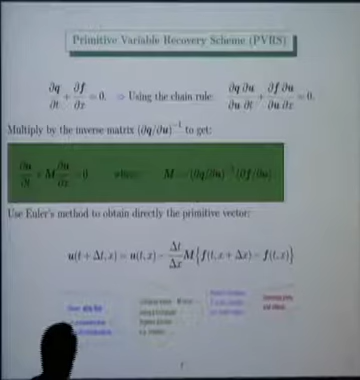 Primitive Variable Recovery Scheme (PVRS)
∂q/∂t + ∂f/∂x = 0. ⇒ Using the chain rule: ∂q/∂u ∂u/∂t + ∂f/∂u ∂u/∂x = 0.
Multiply by the inverse matrix (∂q/∂u)⁻¹ to get:
∂u/∂t + M ∂u/∂x = 0 where M = (∂q/∂u)⁻¹(∂f/∂u)
Use Euler's method to obtain directly the primitive vector:
u(t + Δt, x) = u(t, x) − Δt/Δx M{f(t, x + Δx) − f(t, x)}